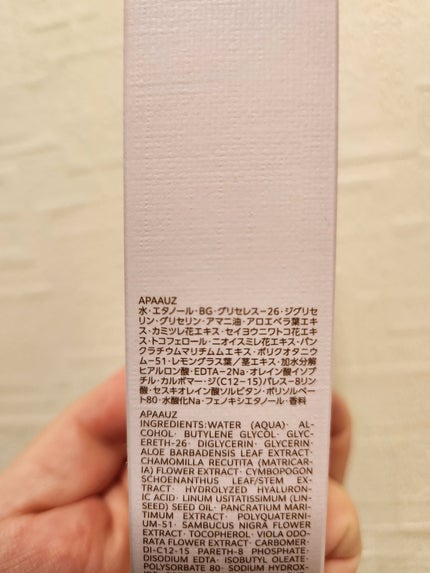 APAAUZ
水・エタノール・BG・グリセレス-26・ジグリセ
リン・グリセリン・アマニ油・アロエベラ葉エキ
ス・カミツレ花エキス・セイヨウニワトコ花エキ
ス・トコフェロール・ニオイスミレ花エキス・パン
クラチウムマリチムムエキス・ポリクオタニウ
ム-51・レモングラス葉/茎エキス・加水分解
ヒアルロン酸・EDTA-2Na・オレイン酸イソブ
チル・カルボマー・ジ(C12-15)パレス-8リン
酸・セスキオレイン酸ソルビタン・ポリソルベー
ト80・水酸化Na・フェノキシエタノール・香料
APAAUZ
INGREDIENTS:WATER (AQUA)・ AL-
COHOL・ BUTYLENE GLYCOL・ GLYC-
ERETH-26・ DIGLYCERIN・ GLYCERIN・
ALOE BARBADENSIS LEAF EXTRACT・
CHAMOMILLA RECUTITA (MATRICAR-
IA) FLOWER EXTRACT・ CYMBOPOGON
SCHOENANTHUS LEAF/STEM EX-
TRACT・ HYDROLYZED HYALURON-
IC ACID・ LINUM USITATISSIMUM (LIN-
SEED) SEED OIL・ PANCRATIUM MARI-
TIMUM EXTRACT・ POLYQUATERNI-
UM-51・ SAMBUCUS NIGRA FLOWER
EXTRACT・ TOCOPHEROL・ VIOLA ODO-
RATA FLOWER EXTRACT・ CARBOMER・
DI-C12-15 PARETH-8 PHOSPHATE・
DISODIUM EDTA・ ISOBUTYL OLEATE・
POLYSORBATE 80・ SODIUM HYDROX-